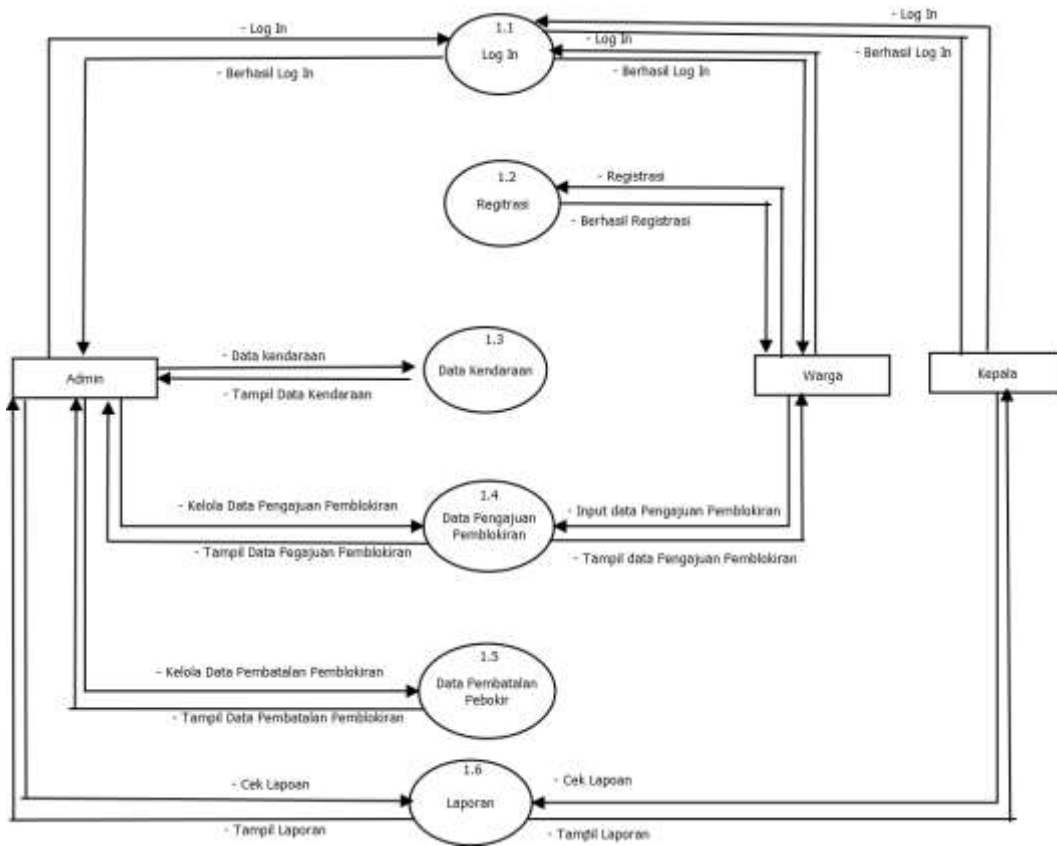 - Log In
1.1
Log In
- Log In
- Log In
- Berhasil Log In
- Berhasil Log In
- Berhasil Log In
1.2
Regitrasi
- Registrasi
- Berhasil Registrasi
1.3
Data Kendaraan
- Data kendaraan
- Tampil Data Kendaraan
Admin
Warga
Kepala
1.4
Data Pengajuan
Pemblokiran
- Kelola Data Pengajuan Pemblokiran
- Tampil Data Pegajuan Pemblokiran
- Input data Pengajuan Pemblokiran
- Tampil data Pengajuan Pemblokiran
1.5
Data Pembatalan
Pebokir
- Kelola Data Pembatalan Pemblokiran
- Tampil Data Pembatalan Pemblokiran
1.6
Laporan
- Cek Lapoan
- Tampil Laporan
- Cek Lapoan
- Tampil Laporan